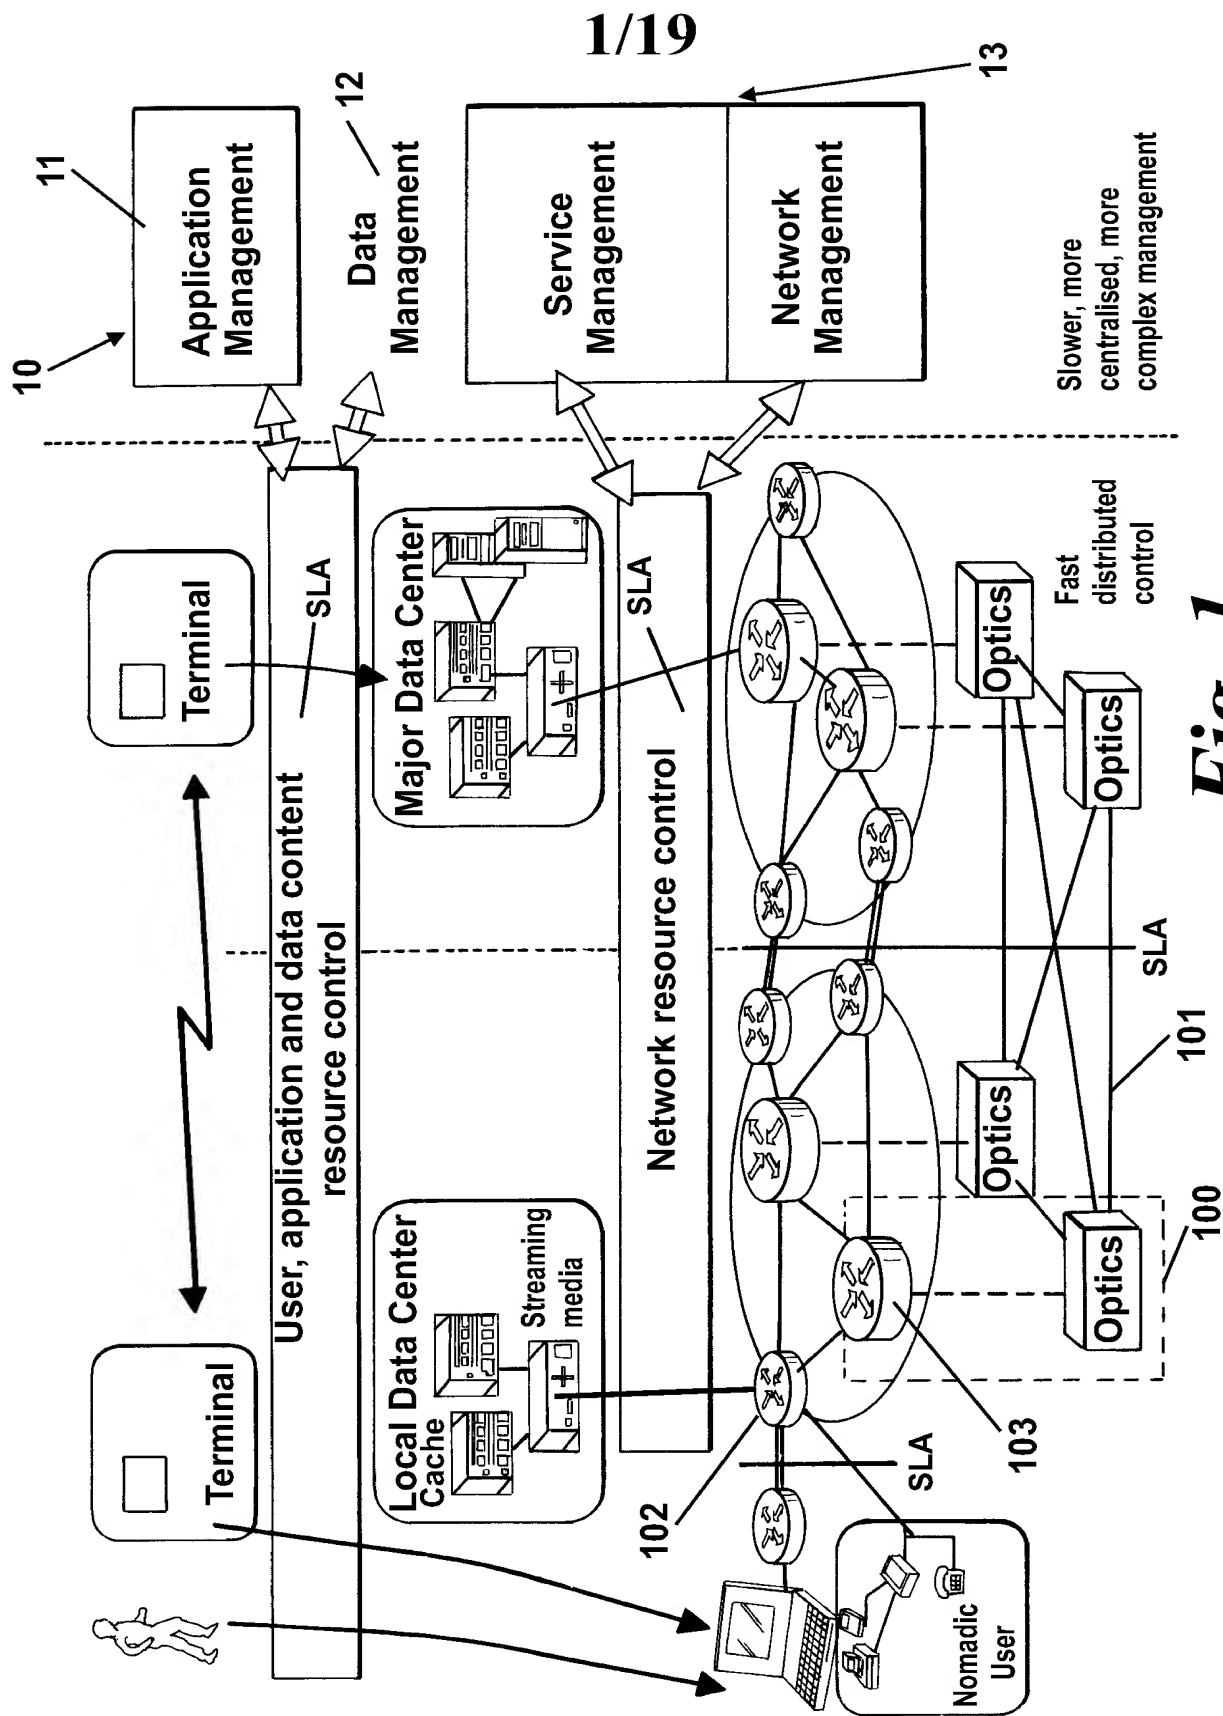 1/19
10
11
Application
Management
12
Data
Management
13
Service
Management
Network
Management
Slower, more
centralised, more
complex management
Terminal
Terminal
User, application and data content
resource control
SLA
Local Data Center
Cache
Streaming
media
Major Data Center
Network resource control
SLA
102
103
SLA
SLA
Nomadic
User
Optics
Optics
Optics
Optics
100
101
Fast
distributed
control
Fig. 1